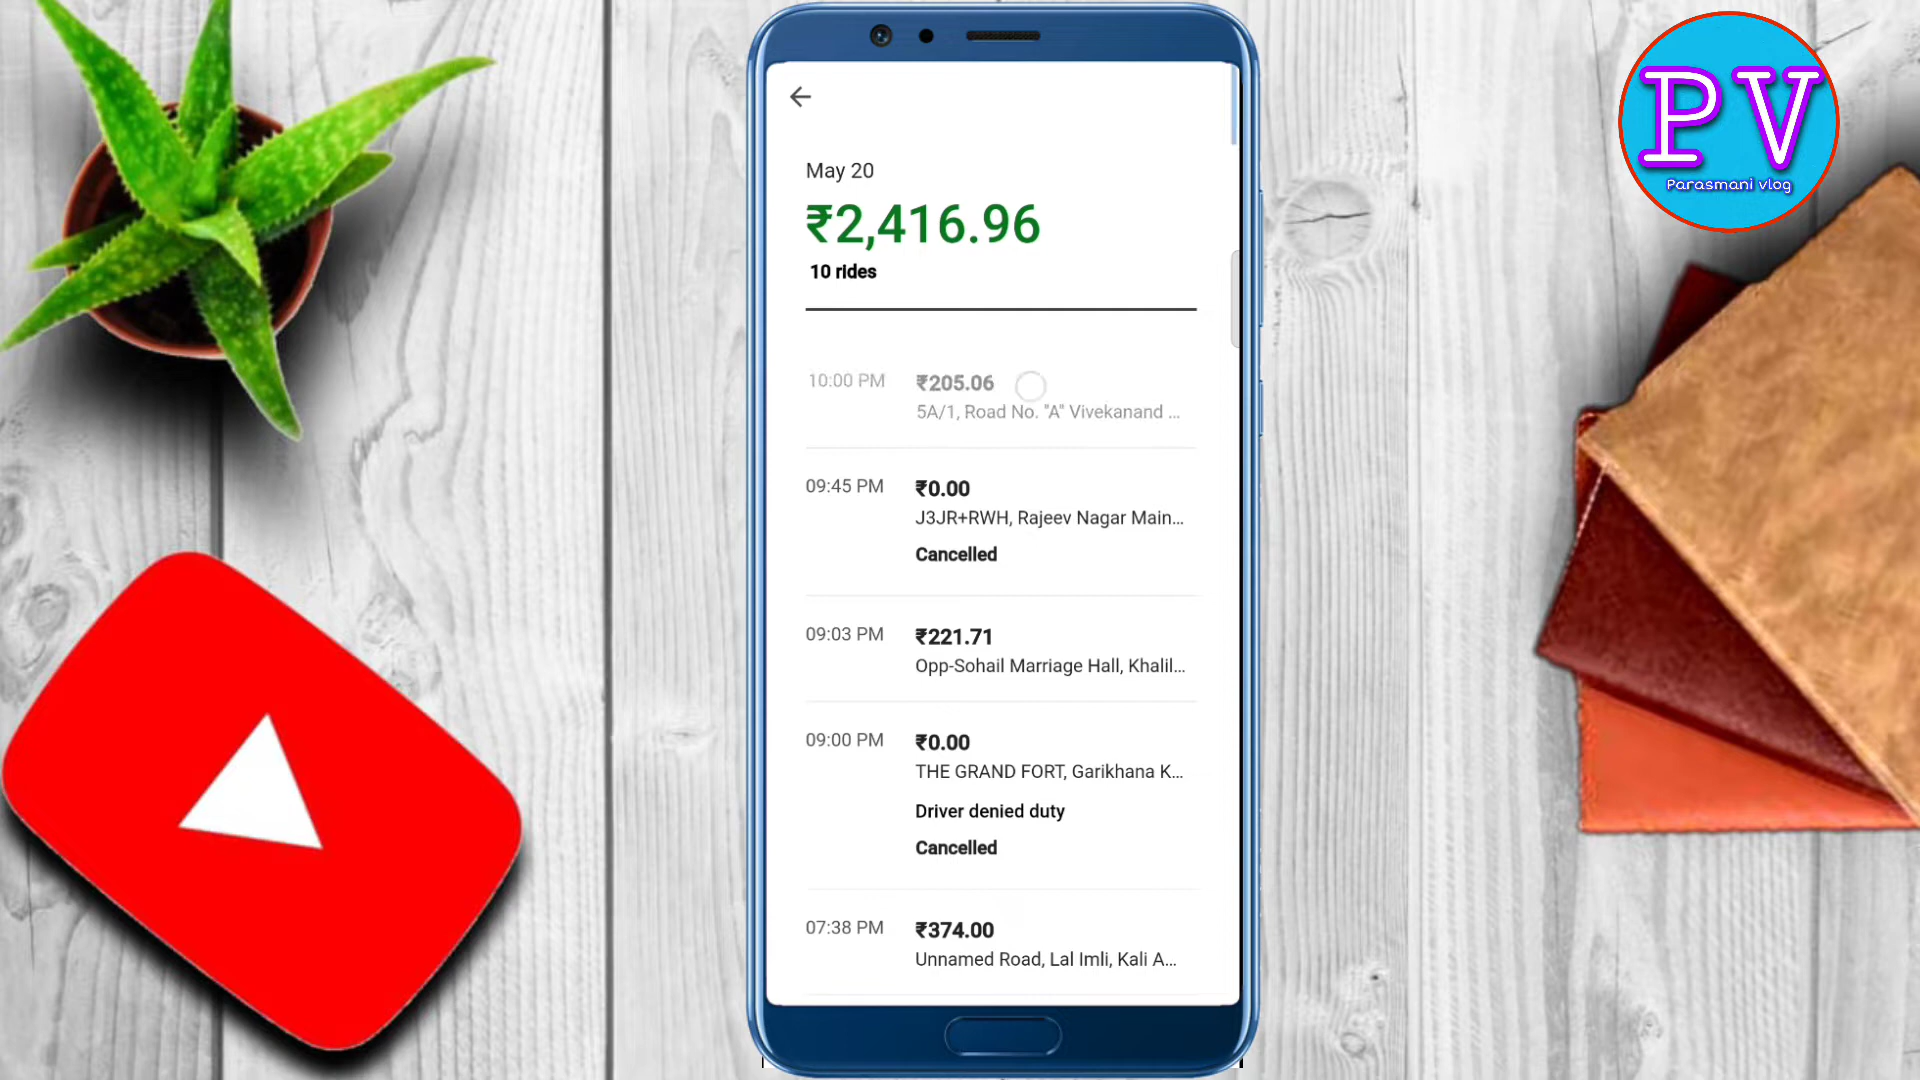 May 20
₹2,416.96
10 rides
10:00 PM ₹205.06
5A/1, Road No. "A" Vivekanand ...
09:45 PM ₹0.00
J3JR+RWH, Rajeev Nagar Main...
Cancelled
09:03 PM ₹221.71
Opp-Sohail Marriage Hall, Khalil...
09:00 PM ₹0.00
THE GRAND FORT, Garikhana K...
Driver denied duty
Cancelled
07:38 PM ₹374.00
Unnamed Road, Lal Imli, Kali A...
PV
Parasmani vlog